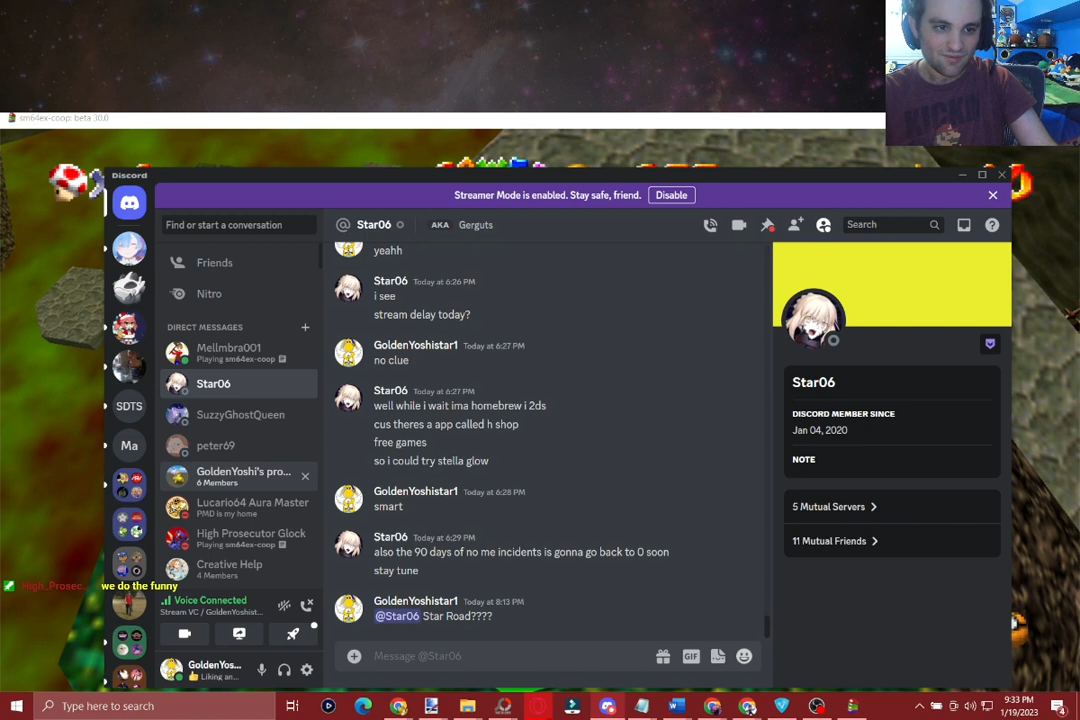 sm64ex-coop: beta 30.0
KICKIN
Discord
Streamer Mode is enabled. Stay safe, friend. Disable
Find or start a conversation
Star06 AKA Gerguts
Search
Friends
Nitro
DIRECT MESSAGES
Mellmbra001
Playing sm64ex-coop
Star06
SuzzyGhostQueen
peter69
GoldenYoshi's pro...
6 Members
Lucario64 Aura Master
PMD is my home
High Prosecutor Glock
Playing sm64ex-coop
Creative Help
4 Members
SDTS
Ma
High_Prosec... we do the funny
Voice Connected
Stream VC / GoldenYoshist...
GoldenYos...
Liking an...
yeahh
Star06 Today at 6:26 PM
i see
stream delay today?
GoldenYoshistar1 Today at 6:27 PM
no clue
Star06 Today at 6:27 PM
well while i wait ima homebrew i 2ds
cus theres a app called h shop
free games
so i could try stella glow
GoldenYoshistar1 Today at 6:28 PM
smart
Star06 Today at 6:29 PM
also the 90 days of no me incidents is gonna go back to 0 soon
stay tune
GoldenYoshistar1 Today at 8:13 PM
@Star06 Star Road????
Message @Star06
GIF
Star06
DISCORD MEMBER SINCE
Jan 04, 2020
NOTE
5 Mutual Servers
11 Mutual Friends
Type here to search
9:33 PM
1/19/2023
4